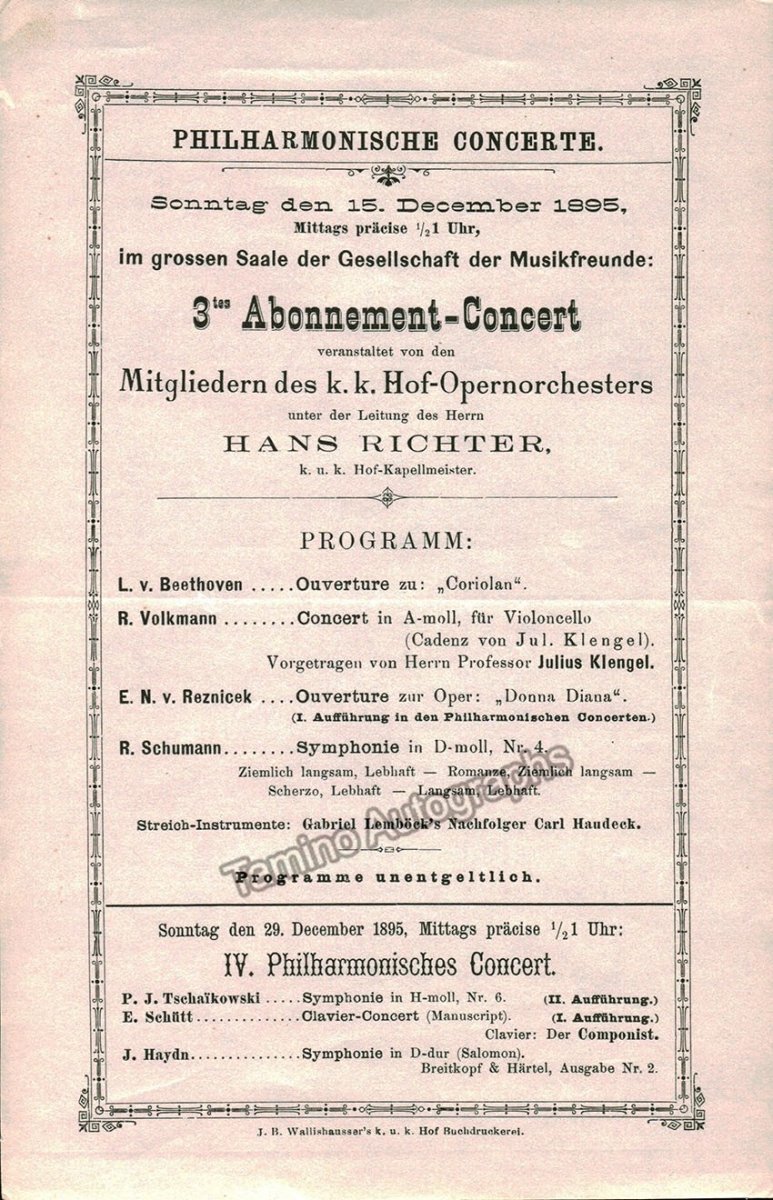 PHILHARMONISCHE CONCERTE.
Sonntag den 15. December 1895,
Mittags präcise 1/2 1 Uhr,
im grossen Saale der Gesellschaft der Musikfreunde:
3tes Abonnement-Concert
veranstaltet von den
Mitgliedern des k. k. Hof-Opernorchesters
unter der Leitung des Herrn
HANS RICHTER,
k. u. k. Hof-Kapellmeister.
PROGRAMM:
L. v. Beethoven ..... Ouverture zu: „Coriolan".
R. Volkmann ........ Concert in A-moll, für Violoncello
(Cadenz von Jul. Klengel).
Vorgetragen von Herrn Professor Julius Klengel.
E. N. v. Reznicek .... Ouverture zur Oper: „Donna Diana".
(I. Aufführung in den Philharmonischen Concerten.)
R. Schumann........ Symphonie in D-moll, Nr. 4.
Ziemlich langsam, Lebhaft — Romanze, Ziemlich langsam —
Scherzo, Lebhaft — Langsam, Lebhaft.
Streich-Instrumente: Gabriel Lemböck's Nachfolger Carl Haudeck.
Tamino Autographs
Programme unentgeltlich.
Sonntag den 29. December 1895, Mittags präcise 1/2 1 Uhr:
IV. Philharmonisches Concert.
P. J. Tschaïkowski ..... Symphonie in H-moll, Nr. 6. (II. Aufführung.)
E. Schütt.............. Clavier-Concert (Manuscript). (I. Aufführung.)
Clavier: Der Componist.
J. Haydn............... Symphonie in D-dur (Salomon).
Breitkopf & Härtel, Ausgabe Nr. 2.
J. B. Wallishausser's k. u. k. Hof Buchdruckerei.